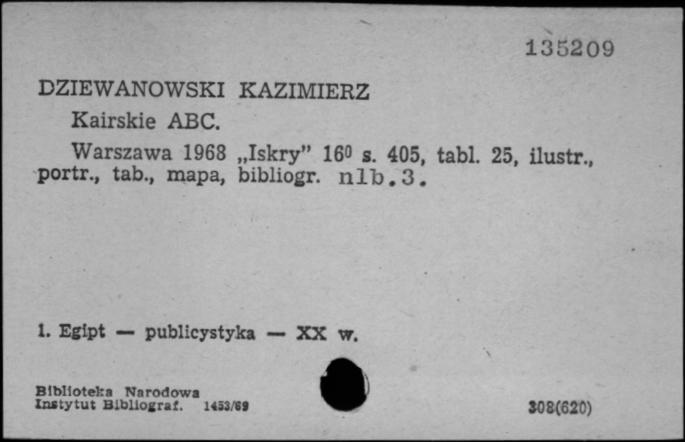 135209
DZIEWANOWSKI KAZIMIERZ
Kairskie ABC.
Warszawa 1968 „Iskry” 16⁰ s. 405, tabl. 25, ilustr.,
portr., tab., mapa, bibliogr. nlb.3.
1. Egipt — publicystyka — XX w.
Biblioteka Narodowa
Instytut Bibliograf. 1453/69
308(620)